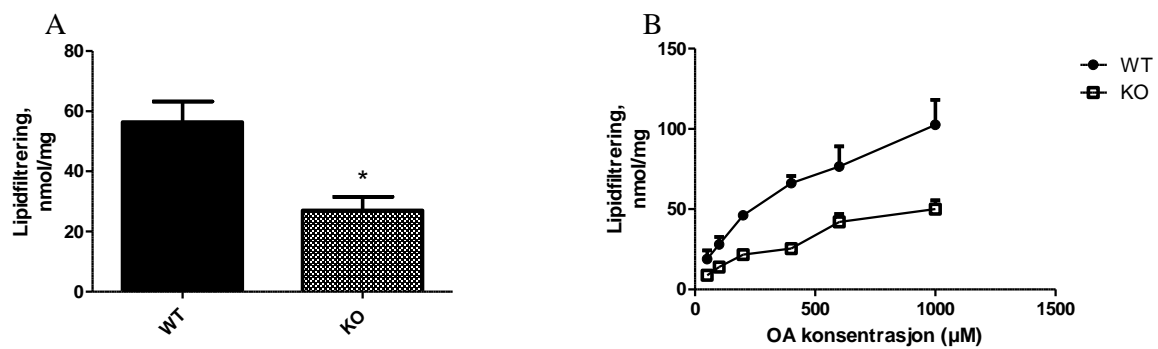 A
80
60
40
20
0
Lipidfiltrering,
nmol/mg
*
WT
KO
B
150
100
50
0
Lipidfiltrering,
nmol/mg
0
500
1000
1500
OA konsentrasjon (µM)
WT
KO